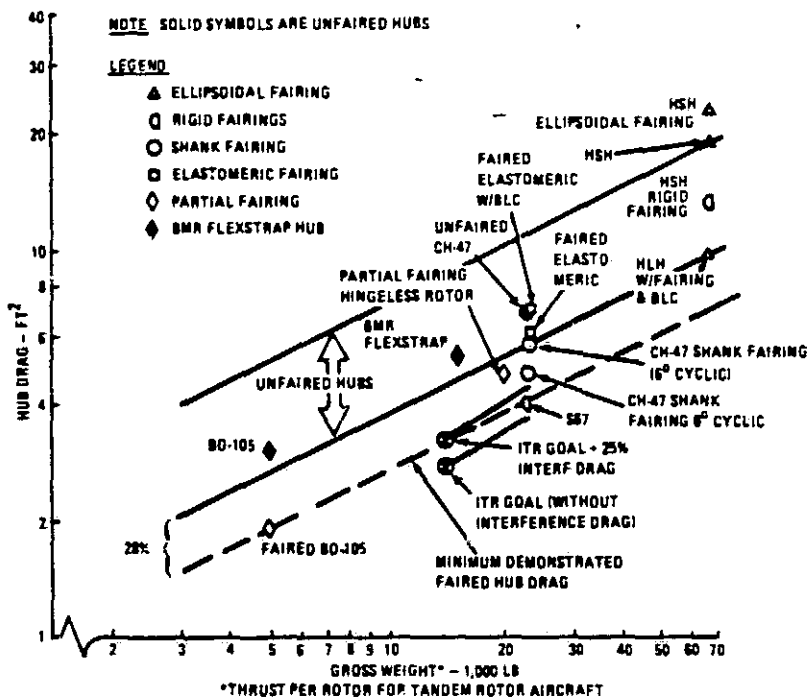 NOTE SOLID SYMBOLS ARE UNFAIRED HUBS
LEGEND
ELLIPSOIDAL FAIRING
RIGID FAIRINGS
SHANK FAIRING
ELASTOMERIC FAIRING
PARTIAL FAIRING
BMR FLEXSTRAP HUB
HUB DRAG - FT²
40
30
20
10
8
6
4
2
1
HSH
ELLIPSOIDAL FAIRING
HSH
HSH
RIGID
FAIRING
FAIRED
ELASTOMERIC
W/BLC
UNFAIRED
CH-47
FAIRED
ELASTO
MERIC
HLH
W/FAIRING
& BLC
PARTIAL FAIRING
HINGELESS ROTOR
BMR
FLEXSTRAP
UNFAIRED HUBS
CH-47 SHANK FAIRING
(6° CYCLIC)
CH-47 SHANK
FAIRING 0° CYCLIC
S67
BO-105
ITR GOAL + 25%
INTERF DRAG
ITR GOAL (WITHOUT
INTERFERENCE DRAG)
28%
FAIRED BO-105
MINIMUM DEMONSTRATED
FAIRED HUB DRAG
2 3 4 5 6 7 8 9 10 20 30 40 50 60 70
GROSS WEIGHT* - 1,000 LB
*THRUST PER ROTOR FOR TANDEM ROTOR AIRCRAFT